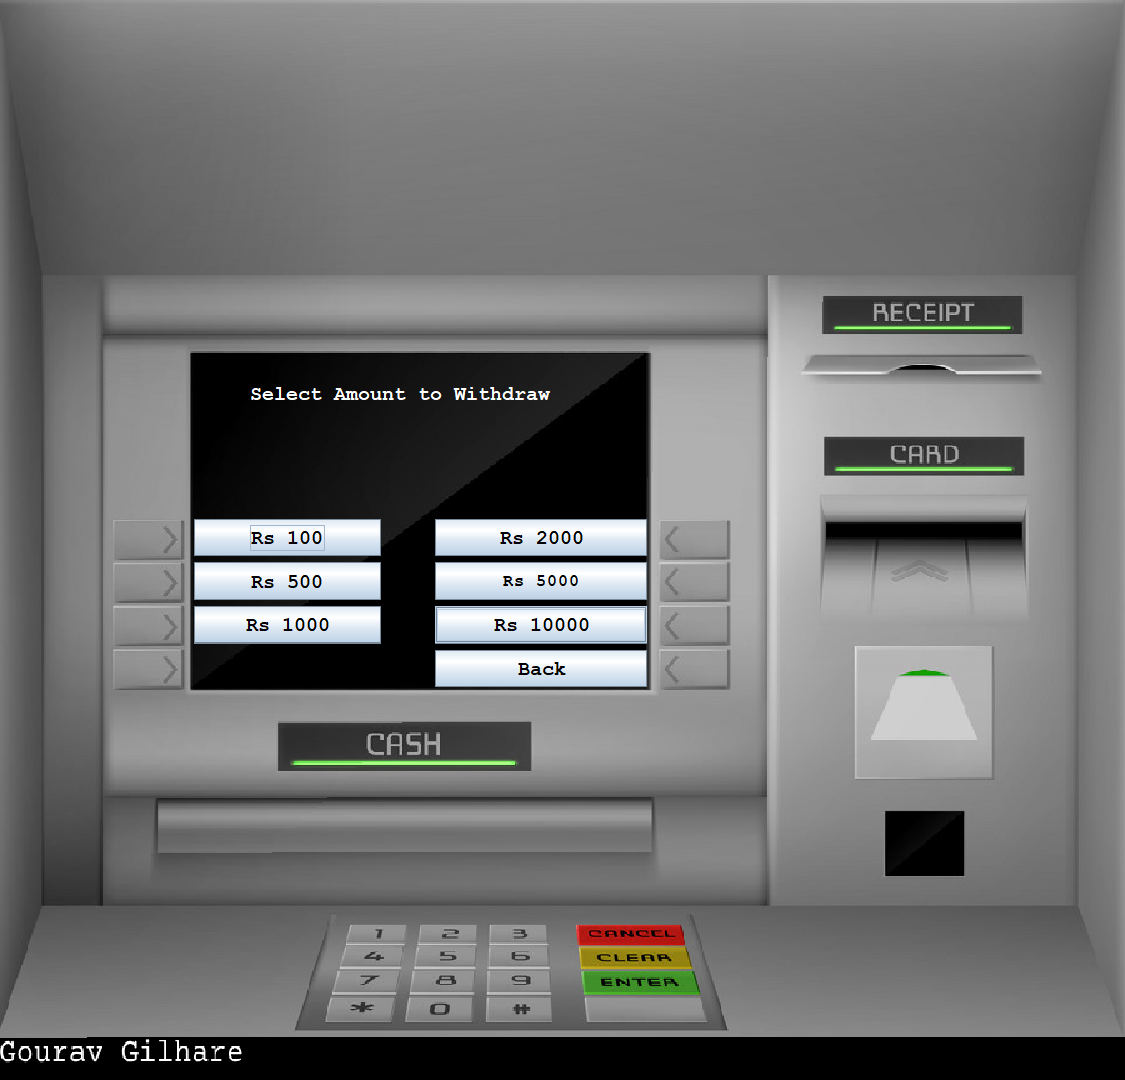 RECEIPT
Select Amount to Withdraw
CARD
Rs 100 Rs 2000
Rs 500 Rs 5000
Rs 1000 Rs 10000
Back
CASH
1 2 3 CANCEL
4 5 6 CLEAR
7 8 9 ENTER
* 0 #
Gourav Gilhare